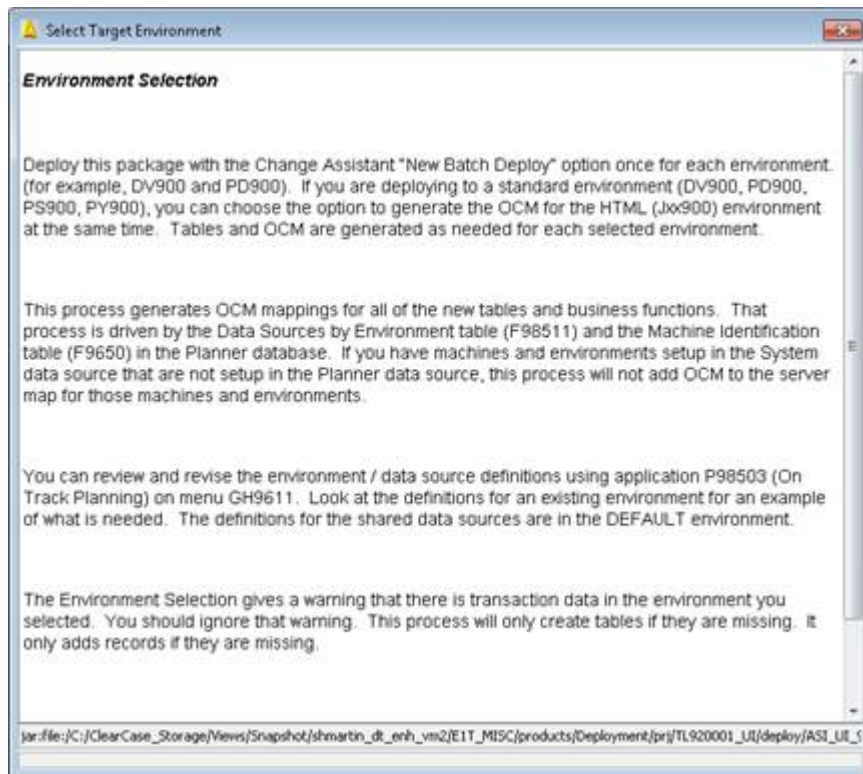 Select Target Environment
Environment Selection
Deploy this package with the Change Assistant "New Batch Deploy" option once for each environment.
(for example, DV900 and PD900). If you are deploying to a standard environment (DV900, PD900,
PS900, PY900), you can choose the option to generate the OCM for the HTML (Jxx900) environment
at the same time. Tables and OCM are generated as needed for each selected environment.
This process generates OCM mappings for all of the new tables and business functions. That
process is driven by the Data Sources by Environment table (F98511) and the Machine Identification
table (F9650) in the Planner database. If you have machines and environments setup in the System
data source that are not setup in the Planner data source, this process will not add OCM to the server
map for those machines and environments.
You can review and revise the environment / data source definitions using application P98503 (On
Track Planning) on menu GH9611. Look at the definitions for an existing environment for an example
of what is needed. The definitions for the shared data sources are in the DEFAULT environment.
The Environment Selection gives a warning that there is transaction data in the environment you
selected. You should ignore that warning. This process will only create tables if they are missing. It
only adds records if they are missing.
jar:file:/C:/ClearCase_Storage/Views/Snapshot/shmartin_dt_enh_vm2/E1T_MISC/products/Deployment/prj/TL920001_UI/deploy/ASI_UI_9